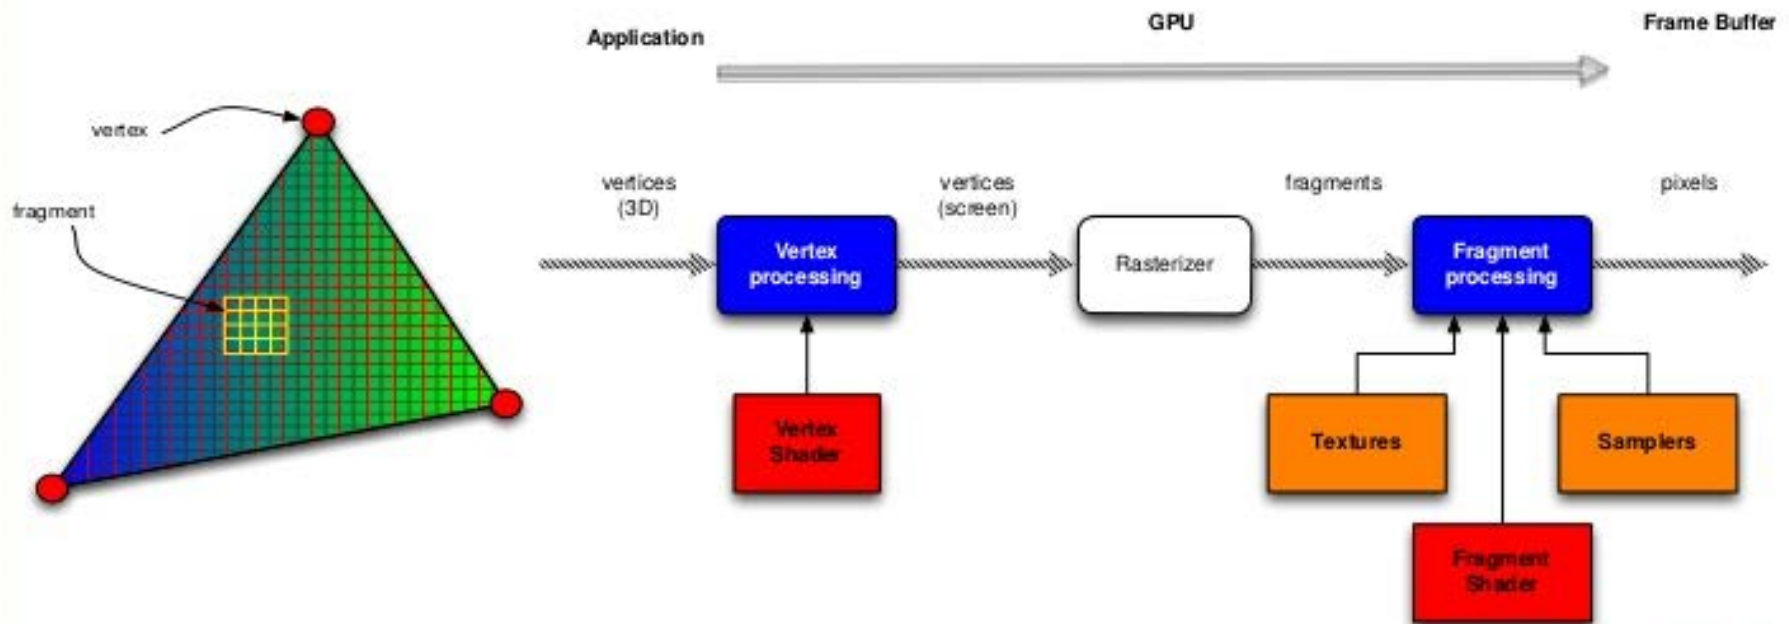 Application
GPU
Frame Buffer
vertex
fragment
vertices
(3D)
vertices
(screen)
fragments
pixels
Vertex
processing
Rasterizer
Fragment
processing
Vertex
Shader
Textures
Samplers
Fragment
Shader